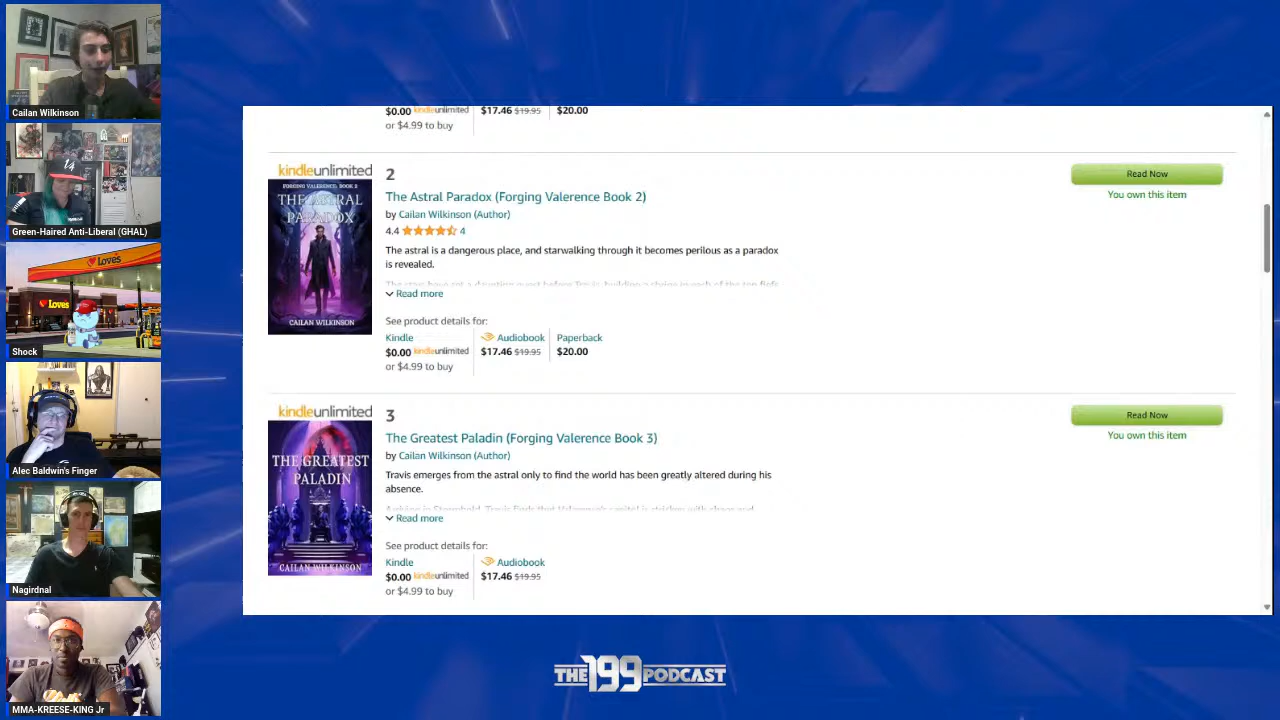 Cailan Wilkinson
Green-Haired Anti-Liberal (GHAL)
Love's
Love's
Shock
Alec Baldwin's Finger
Nagirdnal
MMA-KREESE-KING Jr
$0.00 kindleunlimited $17.46 $19.95 $20.00
or $4.99 to buy
kindleunlimited
FORGING VALERENCE: BOOK 2
THE ASTRAL
PARADOX
CAILAN WILKINSON
2
The Astral Paradox (Forging Valerence Book 2)
by Cailan Wilkinson (Author)
4.4 4
The astral is a dangerous place, and starwalking through it becomes perilous as a paradox
is revealed.
Read more
See product details for:
Kindle Audiobook Paperback
$0.00 kindleunlimited $17.46 $19.95 $20.00
or $4.99 to buy
Read Now
You own this item
kindleunlimited
THE GREATEST
PALADIN
CAILAN WILKINSON
3
The Greatest Paladin (Forging Valerence Book 3)
by Cailan Wilkinson (Author)
Travis emerges from the astral only to find the world has been greatly altered during his
absence.
Read more
See product details for:
Kindle Audiobook
$0.00 kindleunlimited $17.46 $19.95
or $4.99 to buy
Read Now
You own this item
THE 199 PODCAST